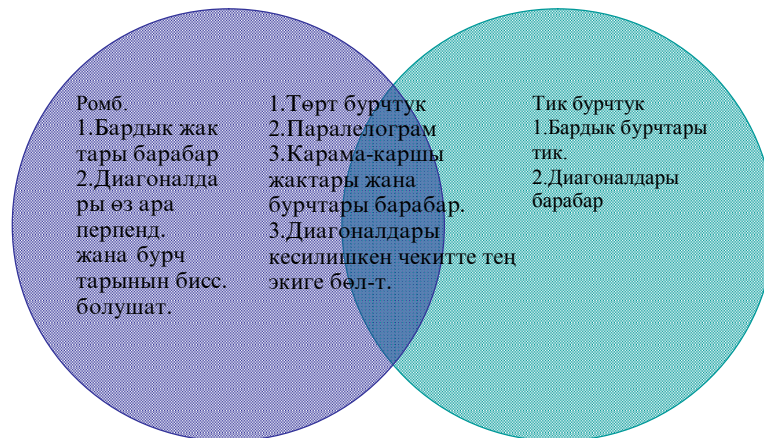 Ромб.
1.Бардык жак
тары барабар
2.Диагоналда
ры өз ара
перпенд.
жана бурч
тарынын бисс.
болушат.
1.Төрт бурчтук
2.Паралелограм
3.Карама-каршы
жактары жана
бурчтары барабар.
3.Диагоналдары
кесилишкен чекитте тең
экиге бөл-т.
Тик бурчтук
1.Бардык бурчтары
тик.
2.Диагоналдары
барабар